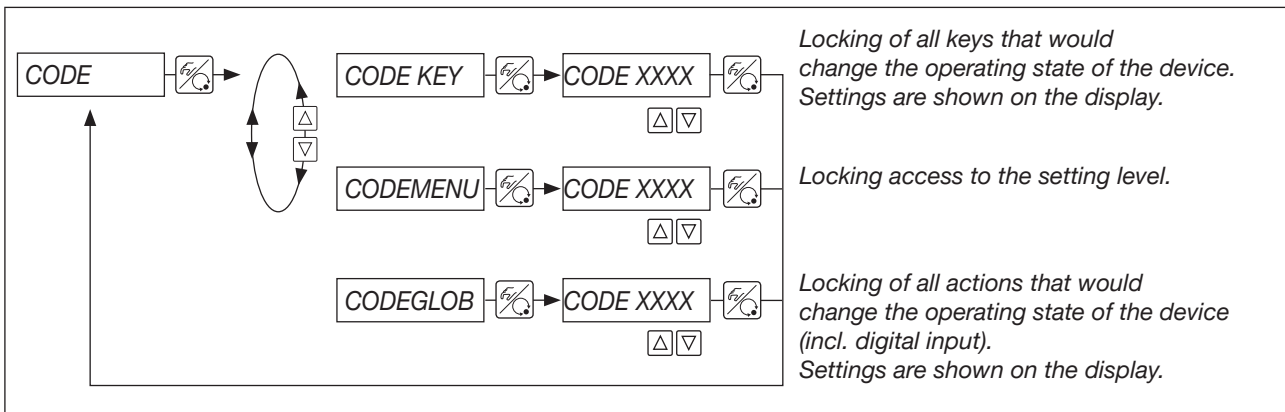 CODE
CODE KEY
CODE XXXX
Locking of all keys that would
change the operating state of the device.
Settings are shown on the display.
CODEMENU
CODE XXXX
Locking access to the setting level.
CODEGLOB
CODE XXXX
Locking of all actions that would
change the operating state of the device
(incl. digital input).
Settings are shown on the display.